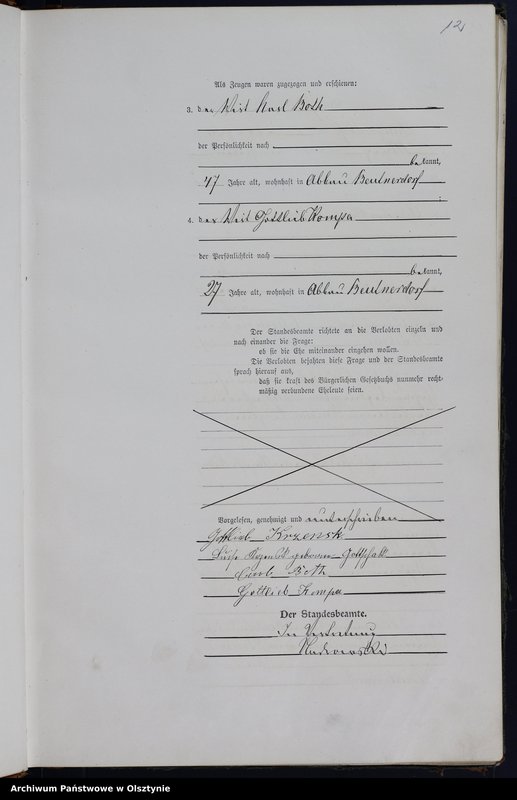 12
Als Zeugen waren zugezogen und erschienen:
3. der Wirt Karl Both
der Persönlichkeit nach
bekannt,
47 Jahre alt, wohnhaft in Abbau Beutnerdorf
;
4. der Wirt Gottlieb Kompa
der Persönlichkeit nach
bekannt,
27 Jahre alt, wohnhaft in Abbau Beutnerdorf
Der Standesbeamte richtete an die Verlobten einzeln und
nach einander die Frage:
ob sie die Ehe miteinander eingehen wollen.
Die Verlobten bejahten diese Frage und der Standesbeamte
sprach hierauf aus,
daß sie kraft des Bürgerlichen Gesetzbuchs nunmehr recht-
mäßig verbundene Eheleute seien.
Vorgelesen, genehmigt und unterschrieben
Gottlieb Krzensk
Luise geborene Gottschalk
Carl Both
Gottlieb Kompa
Der Standesbeamte.
In Vertretung
Archiwum Państwowe w Olsztynie